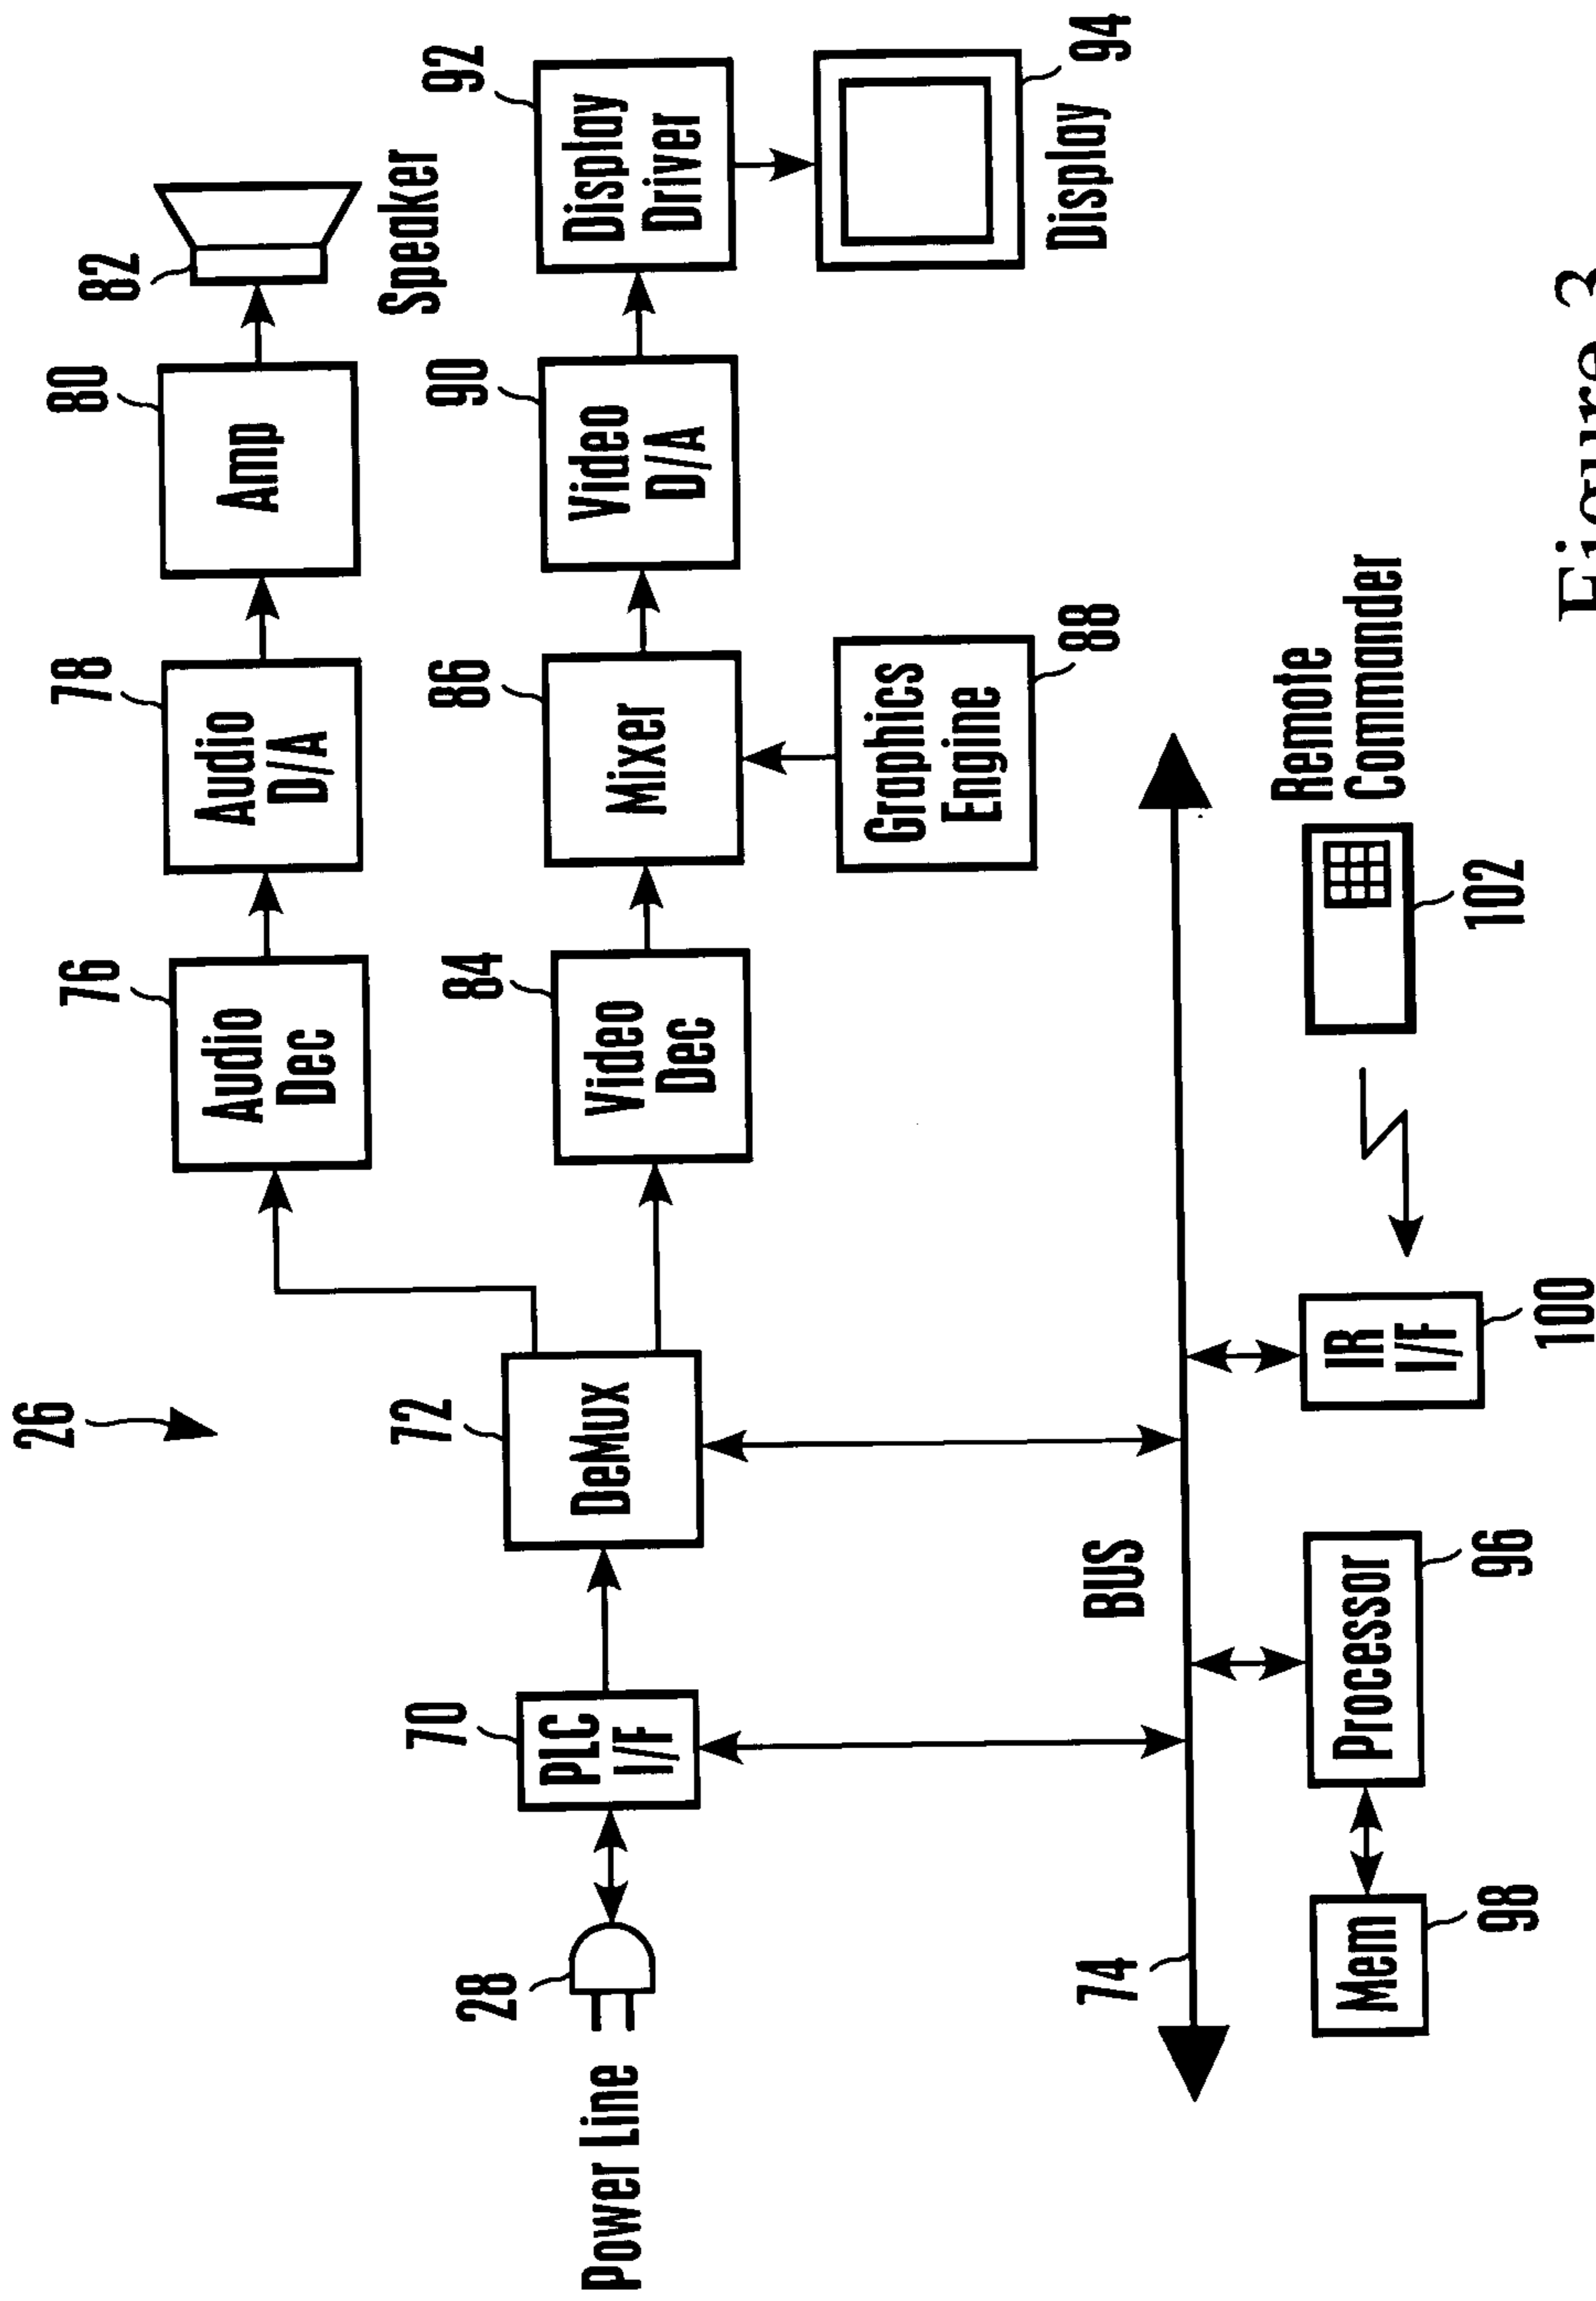 26
82
80
78
76
Amp
Audio
D/A
Audio
Dec
Speaker
92
90
86
84
72
70
28
Display
Driver
Video
D/A
Mixer
Video
Dec
DeMux
PLC
I/F
Power Line
94
Display
88
Graphics
Engine
BUS
74
Remote
Commander
102
IR
I/F
100
Processor
96
Mem
98
Figure 3